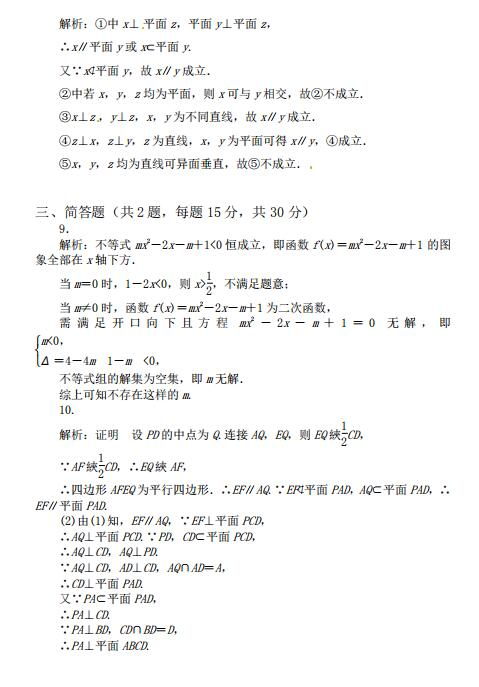 解析：①中 x⊥平面 z，平面 y⊥平面 z，
∴x∥平面 y 或 x⊂平面 y.
又∵x⊄平面 y，故 x∥y 成立．
②中若 x，y，z 均为平面，则 x 可与 y 相交，故②不成立．
③x⊥z，y⊥z，x，y 为不同直线，故 x∥y 成立．
④z⊥x，z⊥y，z 为直线，x，y 为平面可得 x∥y，④成立．
⑤x，y，z 均为直线可异面垂直，故⑤不成立．
三、简答题（共 2 题，每题 15 分，共 30 分）
9．
解析：不等式 mx²－2x－m＋1<0 恒成立，即函数 f(x)＝mx²－2x－m＋1 的图
象全部在 x 轴下方．
当 m＝0 时，1－2x<0，则 x>1/2，不满足题意；
当 m≠0 时，函数 f(x)＝mx²－2x－m＋1 为二次函数，
需满足开口向下且方程 mx²－2x－m＋1＝0 无解，即
{m<0，
Δ＝4－4m 1－m <0，
不等式组的解集为空集，即 m 无解．
综上可知不存在这样的 m.
10.
解析：证明 设 PD 的中点为 Q.连接 AQ，EQ，则 EQ綊1/2CD，
∵AF綊1/2CD，∴EQ綊AF，
∴四边形 AFEQ 为平行四边形．∴EF∥AQ.∵EF⊄平面 PAD，AQ⊂平面 PAD，∴
EF∥平面 PAD.
(2)由(1)知，EF∥AQ，∵EF⊥平面 PCD，
∴AQ⊥平面 PCD.∵PD，CD⊂平面 PCD，
∴AQ⊥CD，AQ⊥PD.
∵AQ⊥CD，AD⊥CD，AQ∩AD＝A，
∴CD⊥平面 PAD.
又∵PA⊂平面 PAD，
∴PA⊥CD.
∵PA⊥BD，CD∩BD＝D，
∴PA⊥平面 ABCD.